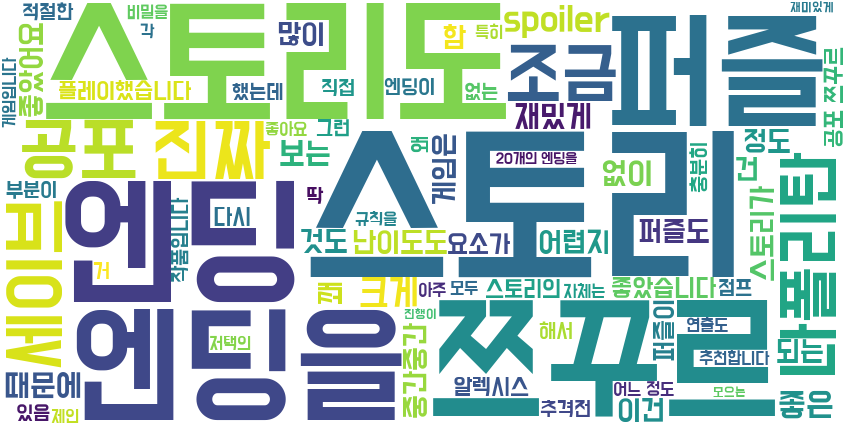 적절한
비밀을
각
스토리도
많이
함
특히
spoiler
퍼즐
재미있게
게임입니다
좋았어요
플레이했습니다
했는데
직접
엔딩이
없는
조금
재밌게
공포 쯔꾸르
공포
진짜
좋아요
그런
보는
왜
게임은
스토리
20개의 엔딩을
없이
충분히
정도
건
스토리가
나폴리탄
부분이
세이브
엔딩
작품입니다
다시
딱
규칙을
것도
난이도도
요소가
어렵지
퍼즐도
거
꽤
크게
아주
모두
스토리의
자체는
좋았습니다
점프
엔딩을
저택의
중간중간
진행이
쯔꾸르
해서
퍼즐이
연출도
추천합니다
되는
때문에
있음
제인
알렉시스
추격전
어느 정도
이건
모으는
좋은